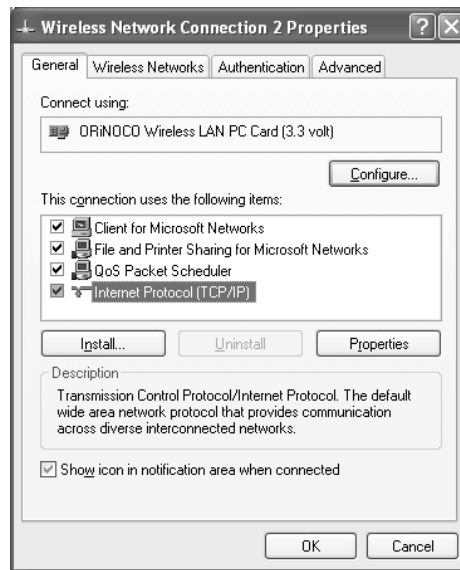 Wireless Network Connection 2 Properties
General Wireless Networks Authentication Advanced
Connect using:
ORiNOCO Wireless LAN PC Card (3.3 volt)
Configure...
This connection uses the following items:
Client for Microsoft Networks
File and Printer Sharing for Microsoft Networks
QoS Packet Scheduler
Internet Protocol (TCP/IP)
Install... Uninstall Properties
Description
Transmission Control Protocol/Internet Protocol. The default
wide area network protocol that provides communication
across diverse interconnected networks.
Show icon in notification area when connected
OK Cancel